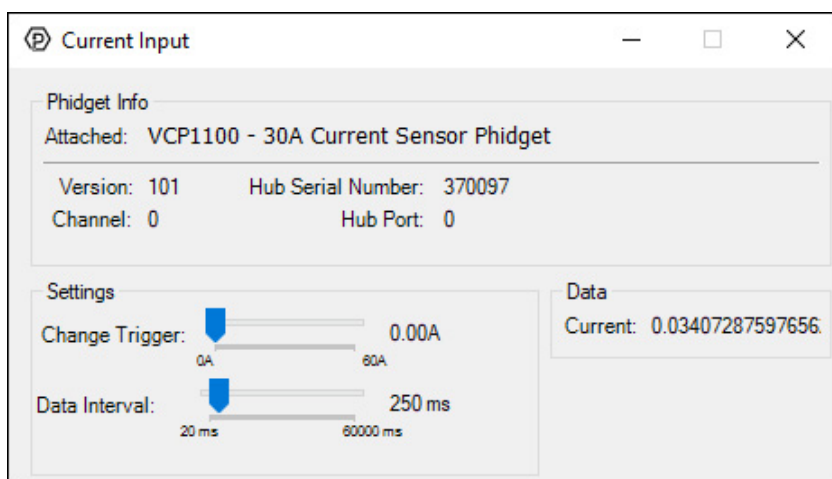 Current Input
Phidget Info
Attached: VCP1100 - 30A Current Sensor Phidget
Version: 101 Hub Serial Number: 370097
Channel: 0 Hub Port: 0
Settings
Change Trigger: 0.00A
0A 60A
Data Interval: 250 ms
20 ms 60000 ms
Data
Current: 0.03407287597656